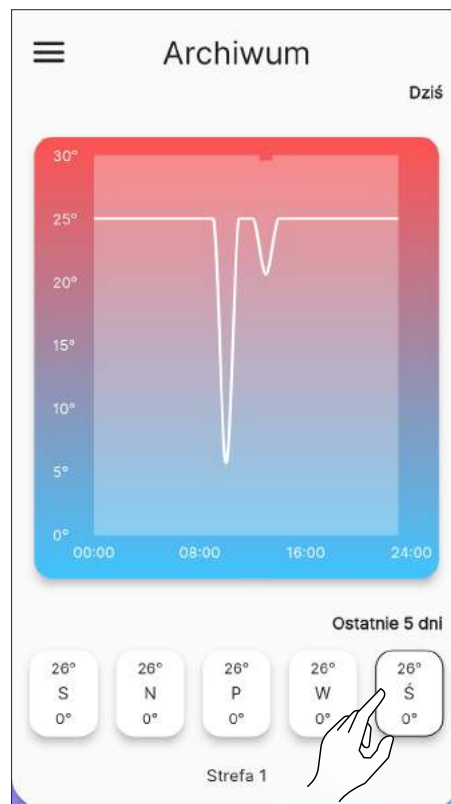 Archiwum
Dziś
30°
25°
20°
15°
10°
5°
0°
00:00 08:00 16:00 24:00
Ostatnie 5 dni
26° 26° 26° 26° 26°
S N P W Ś
0° 0° 0° 0° 0°
Strefa 1